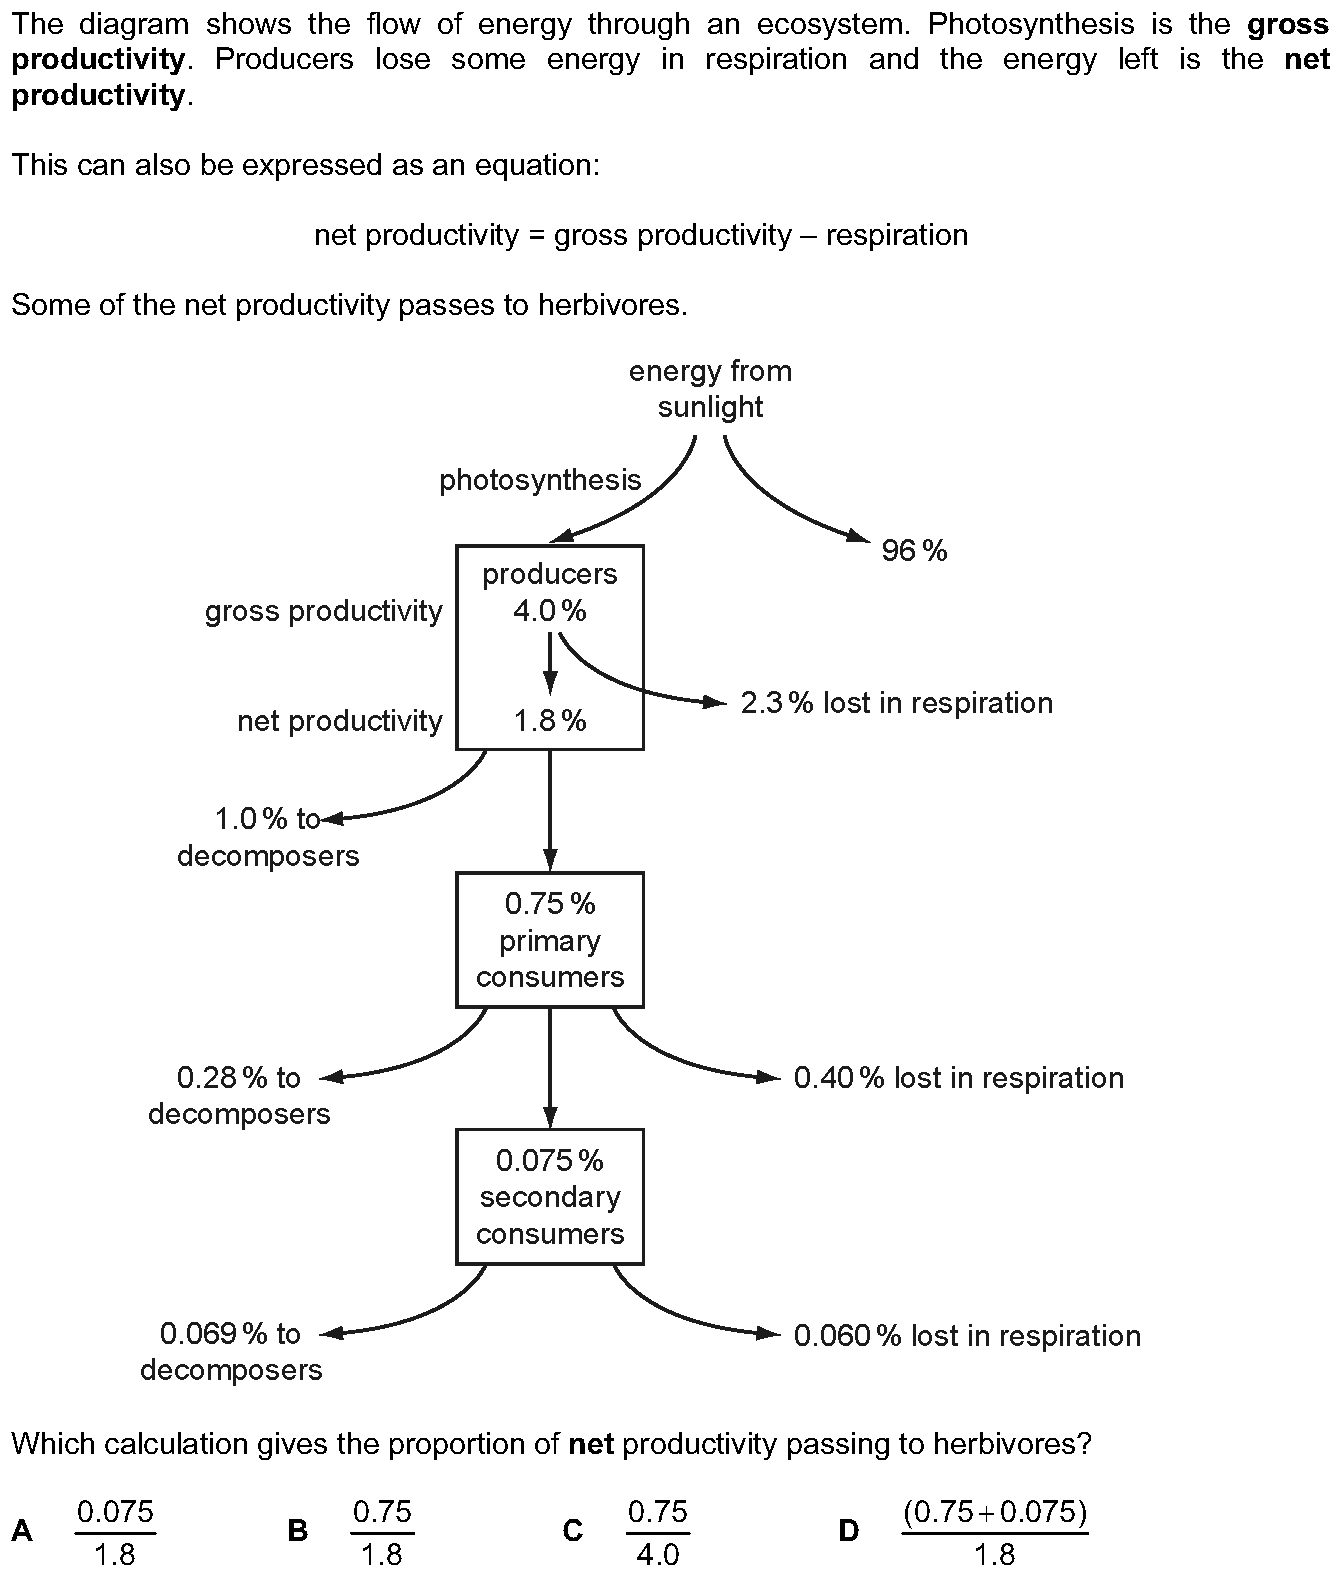 The diagram shows the flow of energy through an ecosystem. Photosynthesis is the gross
productivity. Producers lose some energy in respiration and the energy left is the net
productivity.
This can also be expressed as an equation:
net productivity = gross productivity – respiration
Some of the net productivity passes to herbivores.
energy from
sunlight
photosynthesis
96 %
producers
gross productivity 4.0 %
2.3 % lost in respiration
net productivity 1.8 %
1.0 % to
decomposers
0.75 %
primary
consumers
0.28 % to
decomposers
0.40 % lost in respiration
0.075 %
secondary
consumers
0.069 % to
decomposers
0.060 % lost in respiration
Which calculation gives the proportion of net productivity passing to herbivores?
A 0.075 / 1.8 B 0.75 / 1.8 C 0.75 / 4.0 D (0.75 + 0.075) / 1.8